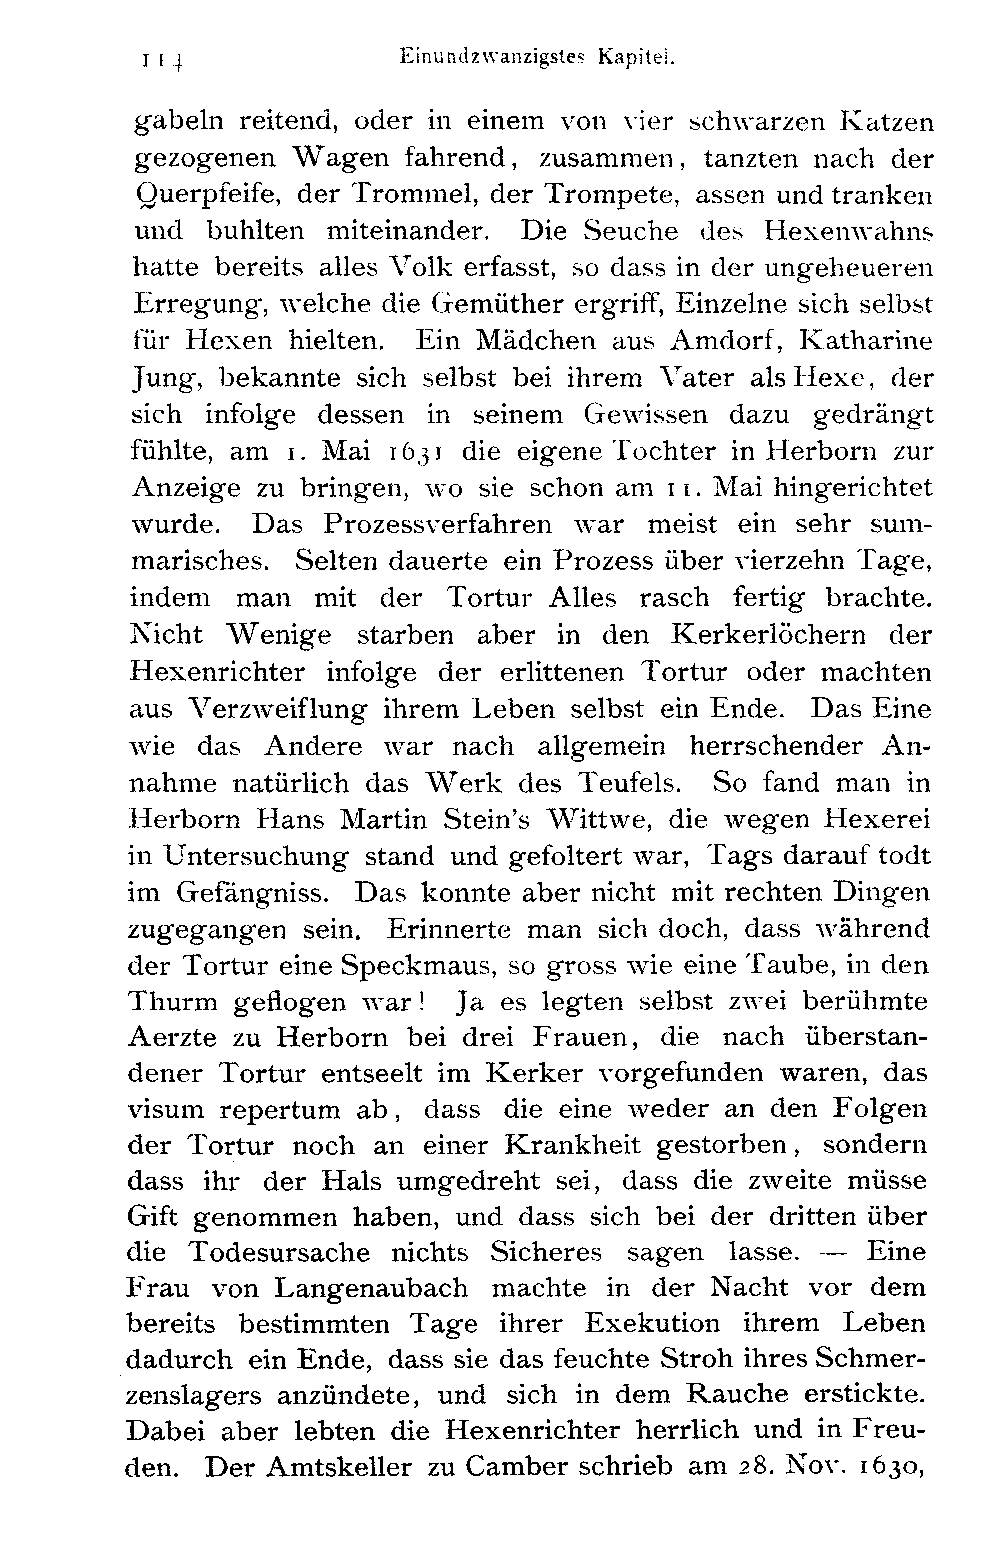 114 Einundzwanzigstes Kapitel.
gabeln reitend, oder in einem von vier schwarzen Katzen
gezogenen Wagen fahrend, zusammen, tanzten nach der
Querpfeife, der Trommel, der Trompete, assen und tranken
und buhlten miteinander. Die Seuche des Hexenwahns
hatte bereits alles Volk erfasst, so dass in der ungeheueren
Erregung, welche die Gemüther ergriff, Einzelne sich selbst
für Hexen hielten. Ein Mädchen aus Amdorf, Katharine
Jung, bekannte sich selbst bei ihrem Vater als Hexe, der
sich infolge dessen in seinem Gewissen dazu gedrängt
fühlte, am 1. Mai 1631 die eigene Tochter in Herborn zur
Anzeige zu bringen, wo sie schon am 11. Mai hingerichtet
wurde. Das Prozessverfahren war meist ein sehr sum-
marisches. Selten dauerte ein Prozess über vierzehn Tage,
indem man mit der Tortur Alles rasch fertig brachte.
Nicht Wenige starben aber in den Kerkerlöchern der
Hexenrichter infolge der erlittenen Tortur oder machten
aus Verzweiflung ihrem Leben selbst ein Ende. Das Eine
wie das Andere war nach allgemein herrschender An-
nahme natürlich das Werk des Teufels. So fand man in
Herborn Hans Martin Stein's Wittwe, die wegen Hexerei
in Untersuchung stand und gefoltert war, Tags darauf todt
im Gefängniss. Das konnte aber nicht mit rechten Dingen
zugegangen sein. Erinnerte man sich doch, dass während
der Tortur eine Speckmaus, so gross wie eine Taube, in den
Thurm geflogen war! Ja es legten selbst zwei berühmte
Aerzte zu Herborn bei drei Frauen, die nach überstan-
dener Tortur entseelt im Kerker vorgefunden waren, das
visum repertum ab, dass die eine weder an den Folgen
der Tortur noch an einer Krankheit gestorben, sondern
dass ihr der Hals umgedreht sei, dass die zweite müsse
Gift genommen haben, und dass sich bei der dritten über
die Todesursache nichts Sicheres sagen lasse. — Eine
Frau von Langenaubach machte in der Nacht vor dem
bereits bestimmten Tage ihrer Exekution ihrem Leben
dadurch ein Ende, dass sie das feuchte Stroh ihres Schmer-
zenslagers anzündete, und sich in dem Rauche erstickte.
Dabei aber lebten die Hexenrichter herrlich und in Freu-
den. Der Amtskeller zu Camber schrieb am 28. Nov. 1630,